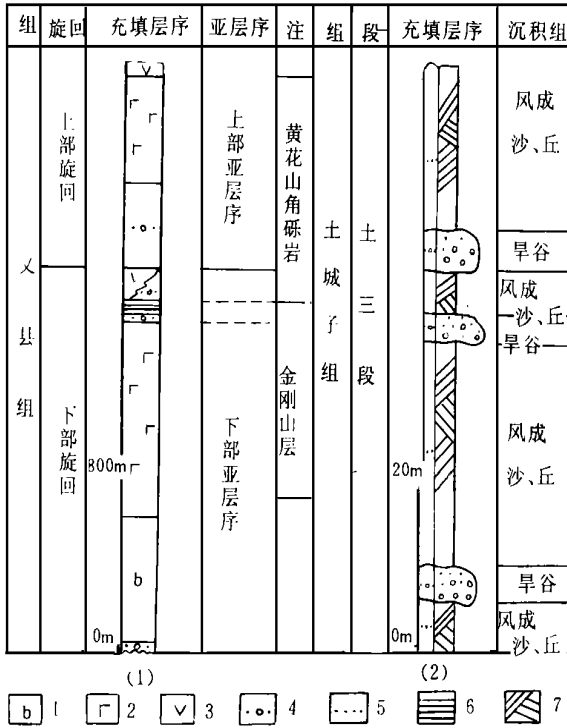 组 旋回 充填层序 亚层序 注 组 段 充填层序 沉积组
义县组
上部旋回
下部旋回
800m
0m
b
上部亚层序
下部亚层序
黄花山角砾岩
金刚山层
土城子组
土三段
20m
0m
风成
沙、丘
旱谷
风成
沙、丘
旱谷
风成
沙、丘
旱谷
风成
沙、丘
(1) (2)
b 1 2 3 4 5 6 7